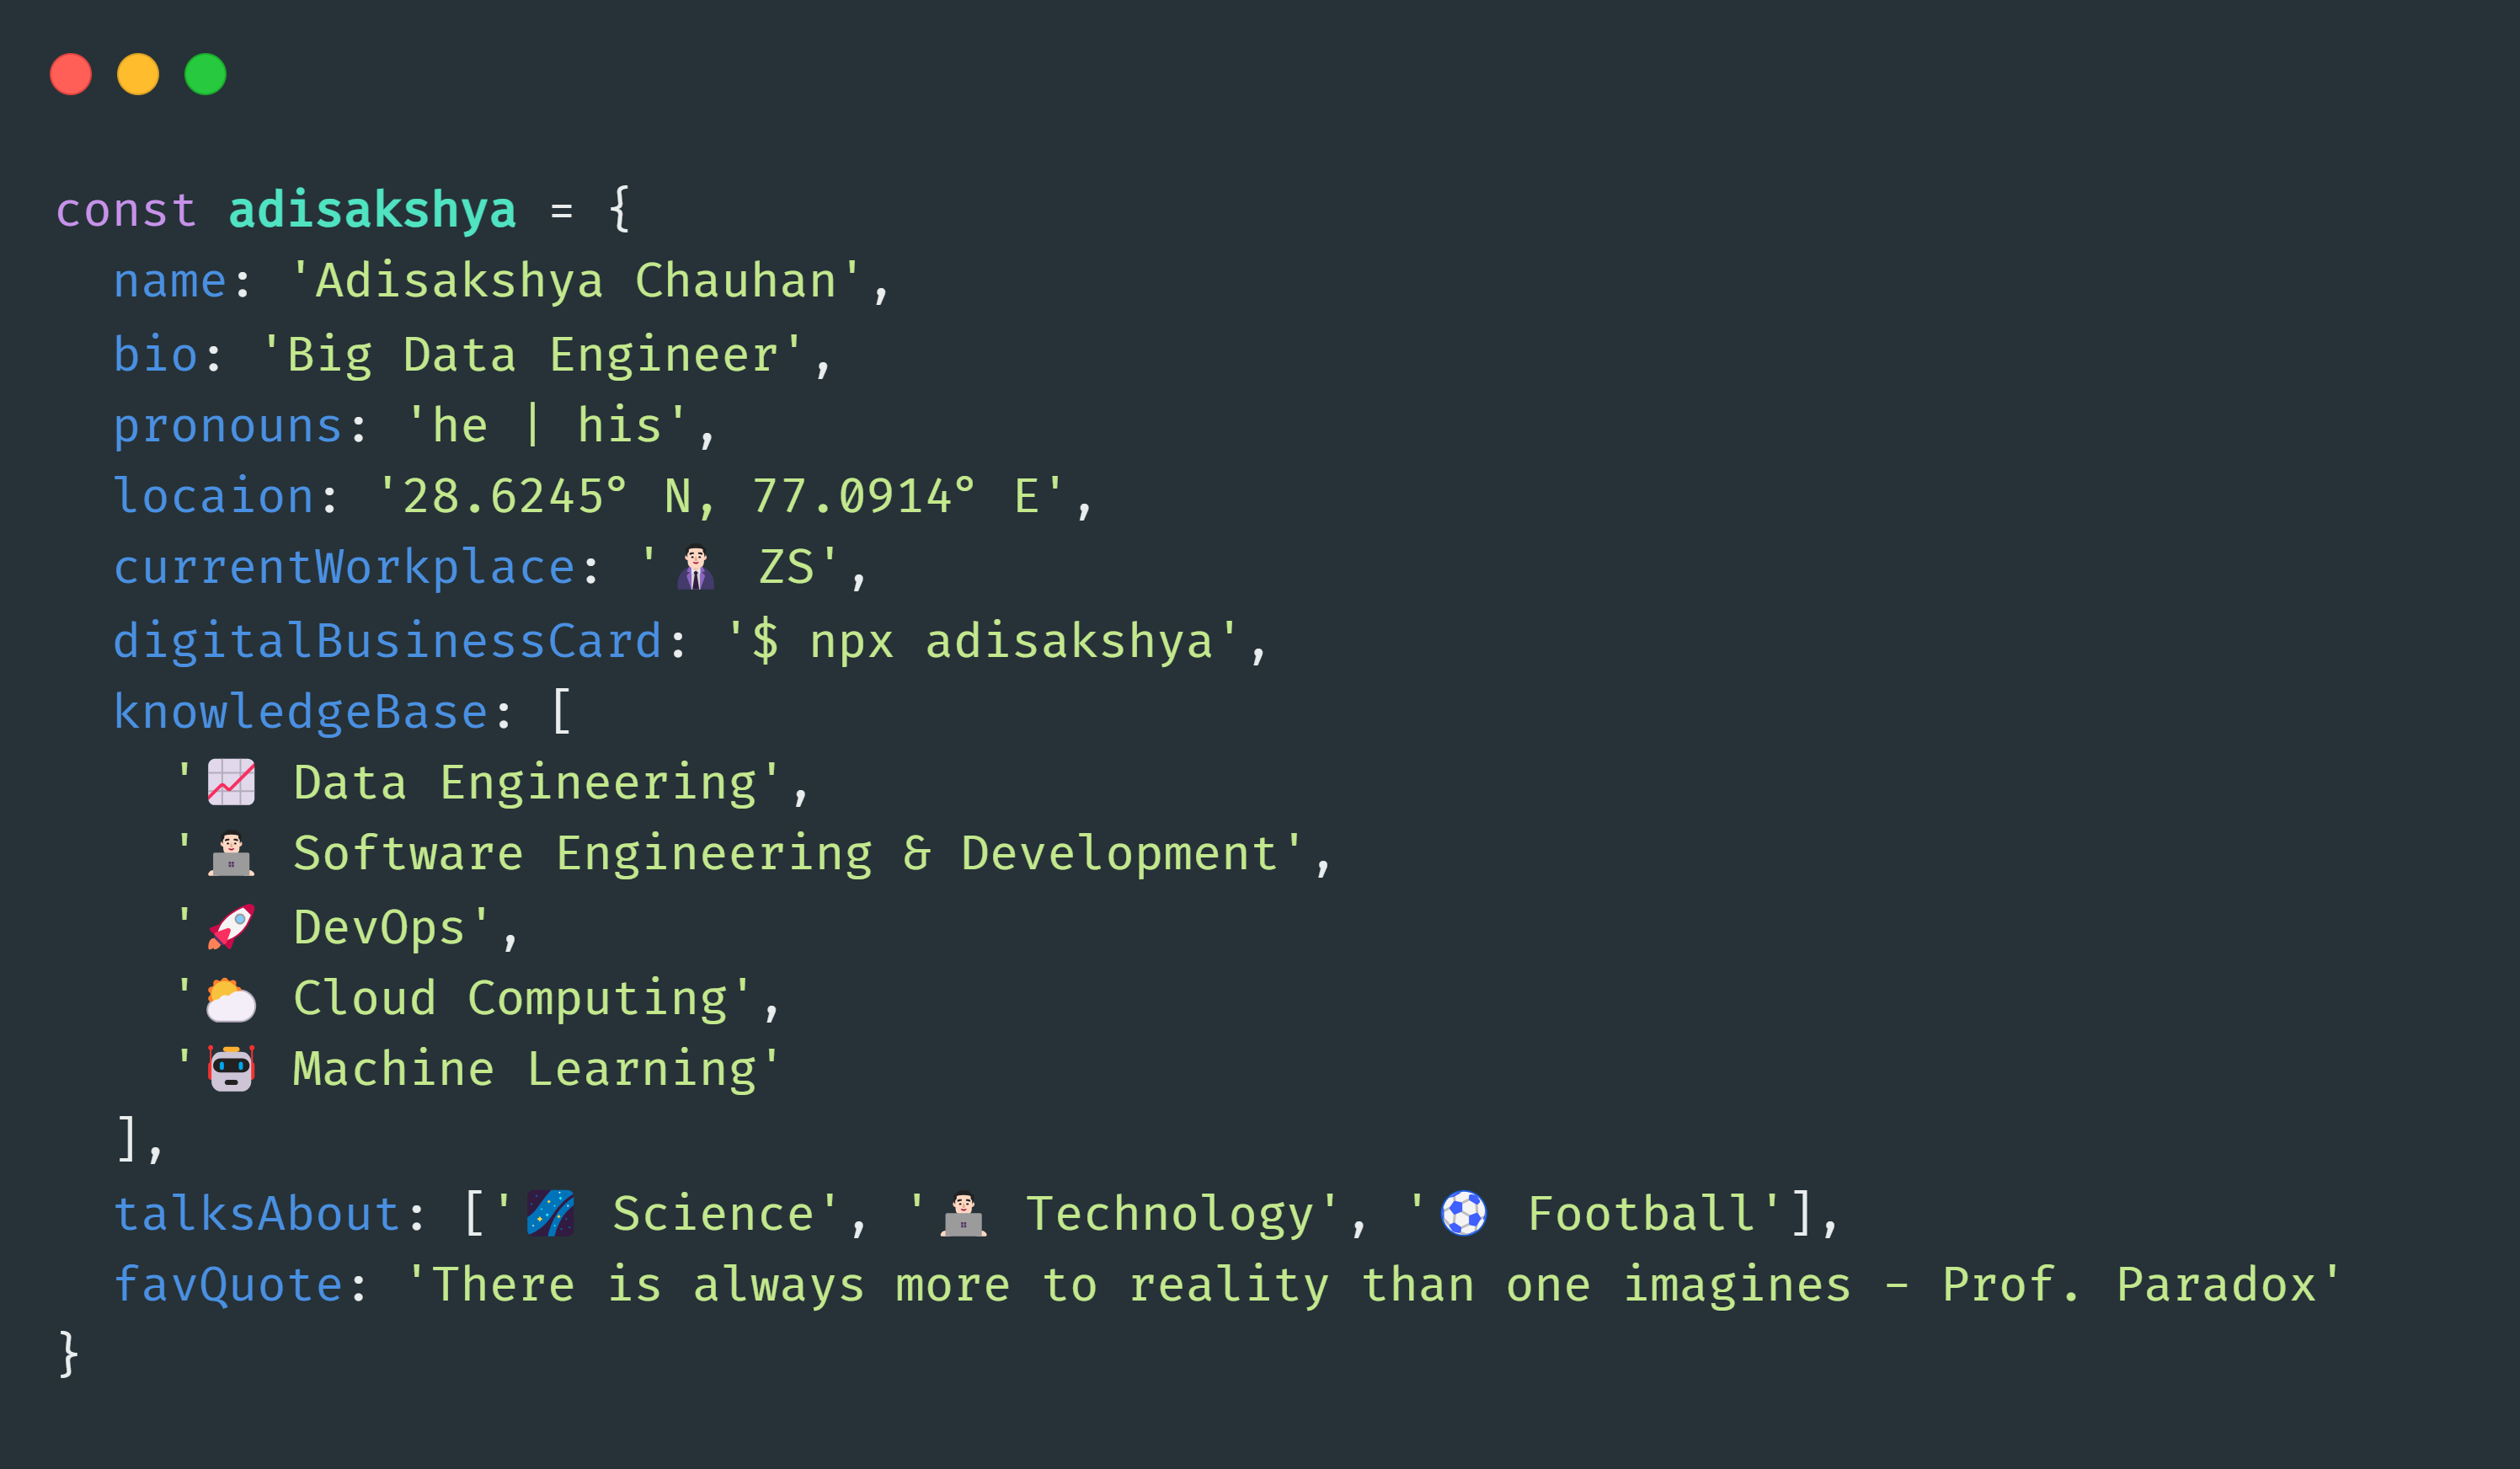 const adisakshya = {
  name: 'Adisakshya Chauhan',
  bio: 'Big Data Engineer',
  pronouns: 'he | his',
  locaion: '28.6245° N, 77.0914° E',
  currentWorkplace: '👨🏻‍💼 ZS',
  digitalBusinessCard: '$ npx adisakshya',
  knowledgeBase: [
    '📈 Data Engineering',
    '👨🏻‍💻 Software Engineering & Development',
    '🚀 DevOps',
    '🌥 Cloud Computing',
    '🤖 Machine Learning'
  ],
  talksAbout: ['🌌 Science', '👨🏻‍💻 Technology', '⚽ Football'],
  favQuote: 'There is always more to reality than one imagines - Prof. Paradox'
}